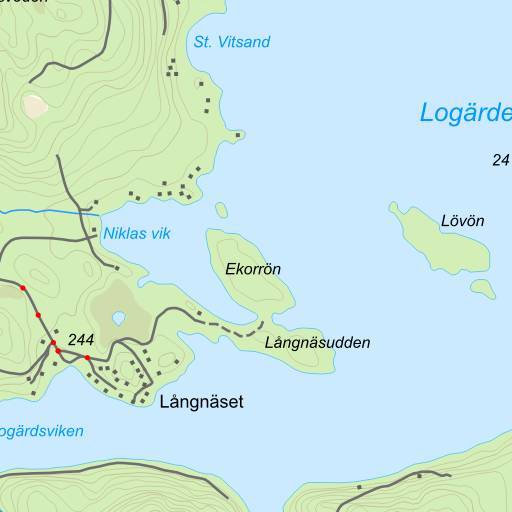 St. Vitsand
Logärde
24
Lövön
Niklas vik
Ekorrön
244
Långnäsudden
Långnäset
ogärdsviken